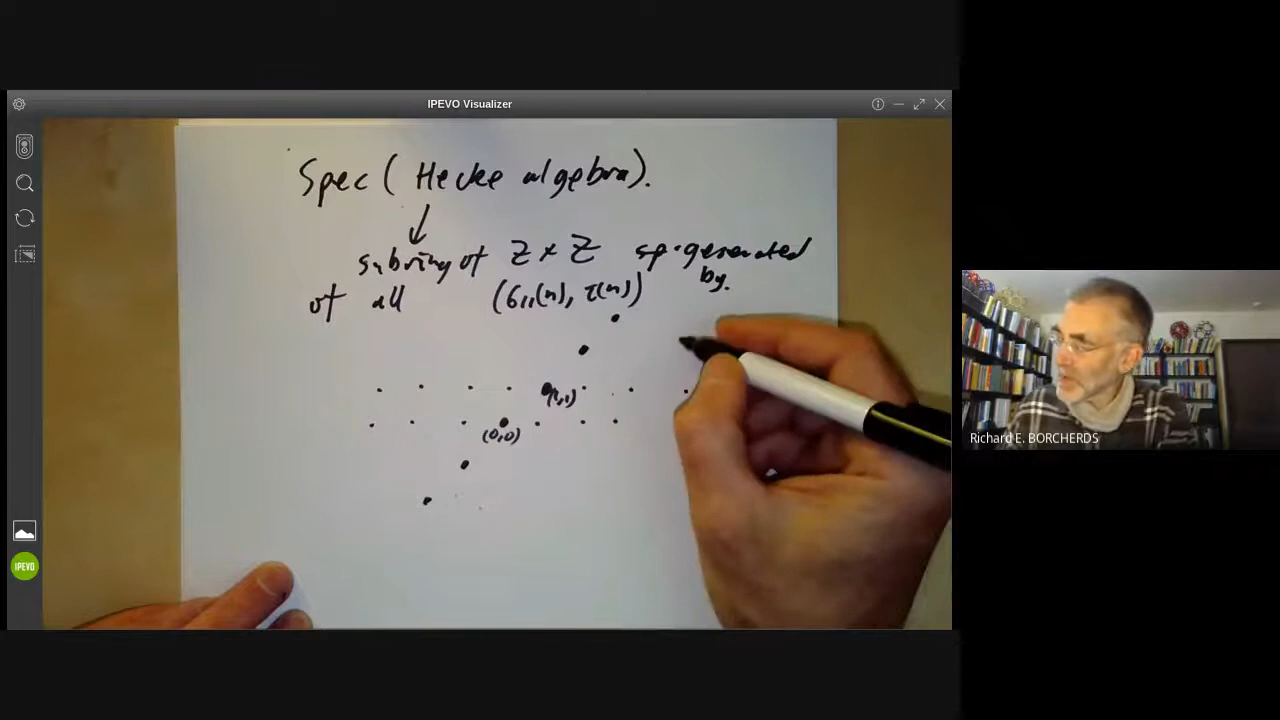 IPEVO Visualizer
Spec ( Hecke algebra).
↓
subring of Z × Z generated
by.
of all (σ11(n), τ(n))
(1,1)
(0,0)
IPEVO
Richard E. BORCHERDS